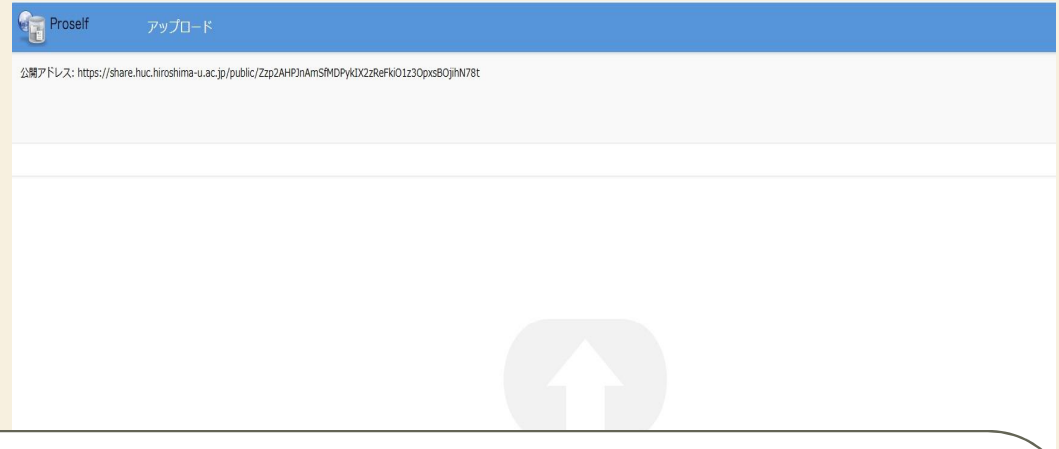 Proself
アップロード
公開アドレス: https://share.huc.hiroshima-u.ac.jp/public/Zzp2AHPJnAmSfMDPykIX2zReFkiO1z3OpxsBOjihN78t